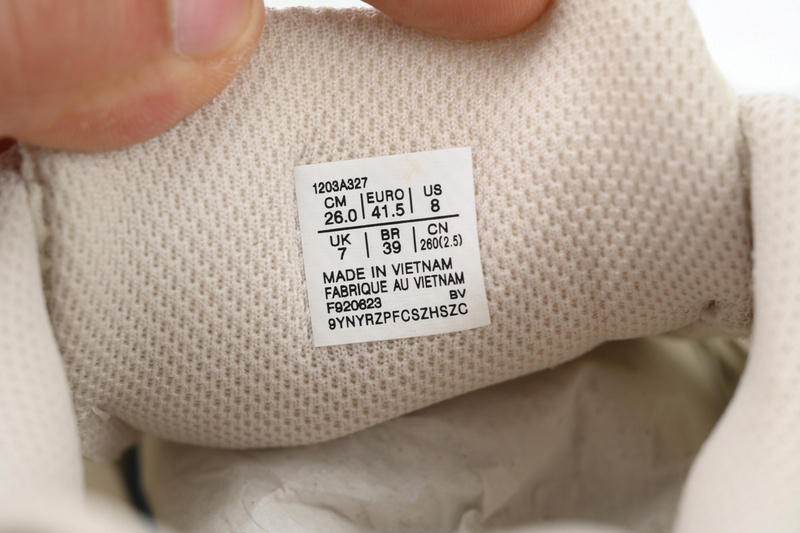 1203A327
CM EURO US
26.0 41.5 8
UK BR CN
7 39 260(2.5)
MADE IN VIETNAM
FABRIQUE AU VIETNAM
F920623 BV
9YNYRZPFCSZHSZC